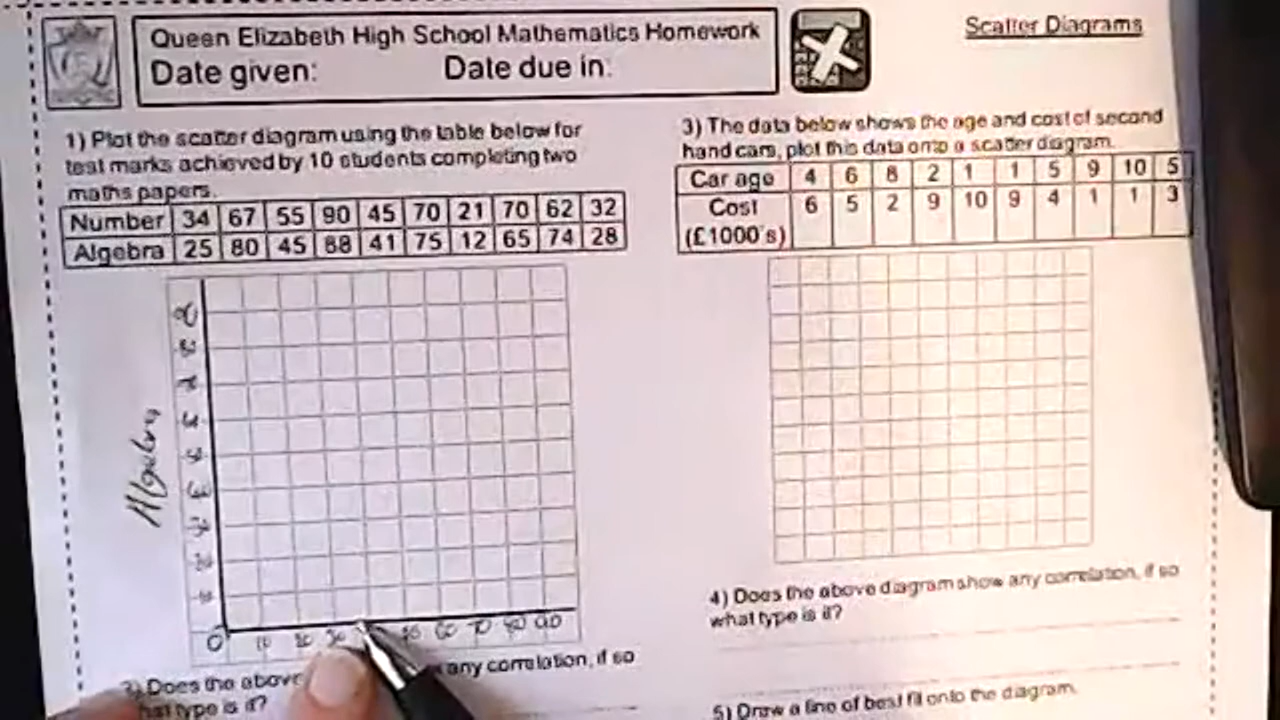 Queen Elizabeth High School Mathematics Homework
Date given: Date due in:
Scatter Diagrams
1) Plot the scatter diagram using the table below for
test marks achieved by 10 students completing two
maths papers.
Number 34 67 55 90 45 70 21 70 62 32
Algebra 25 80 45 88 41 75 12 65 74 28
Algebra
0 10 20 30 60 70 80 90
2) Does the above any correlation, if so
what type is it?
3) The data below shows the age and cost of second
hand cars, plot this data onto a scatter diagram.
Car age 4 6 8 2 1 1 5 9 10 5
Cost 6 5 2 9 10 9 4 1 1 3
(£1000's)
4) Does the above diagram show any correlation, if so
what type is it?
5) Draw a line of best fit onto the diagram.